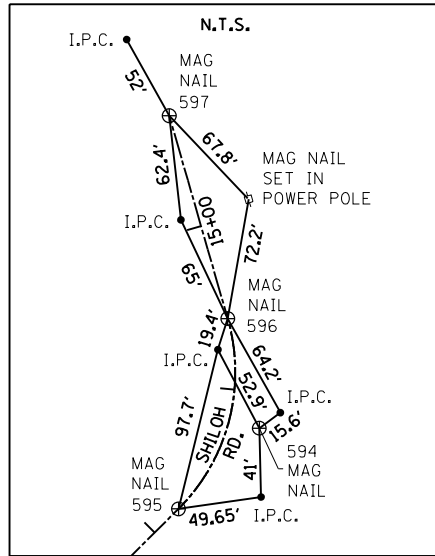 N.T.S.
I.P.C.
MAG
NAIL
597
52'
67.8'
62.4'
MAG NAIL
SET IN
POWER POLE
I.P.C.
15+00
72.2'
65'
MAG
NAIL
596
19.4'
I.P.C.
64.2'
52.9'
I.P.C.
15.6'
97.7'
SHILOH
RD.
594
MAG
NAIL
MAG
NAIL
595
41'
49.65'
I.P.C.